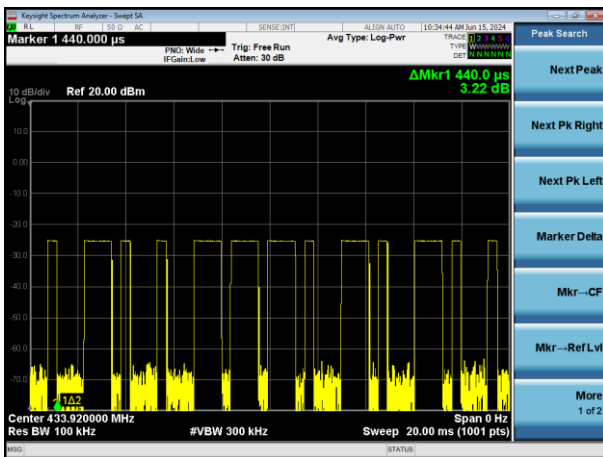 Keysight Spectrum Analyzer - Swept SA
RL RF 50 Ω AC SENSE:INT ALIGN AUTO 10:34:44 AM Jun 15, 2024
Marker 1 440.000 µs
Avg Type: Log-Pwr
TRACE 1 2 3 4 5 6
PNO: Wide Trig: Free Run TYPE WWWWWW
IFGain:Low Atten: 30 dB DET N N N N N N
Peak Search
ΔMkr1 440.0 µs
3.22 dB
10 dB/div Ref 20.00 dBm
Log
10.0
0.00
-10.0
-20.0
-30.0
-40.0
-50.0
-60.0
-70.0
1Δ2
Center 433.920000 MHz Span 0 Hz
Res BW 100 kHz #VBW 300 kHz Sweep 20.00 ms (1001 pts)
MSG STATUS
Next Peak
Next Pk Right
Next Pk Left
Marker Delta
Mkr→CF
Mkr→Ref Lvl
More
1 of 2